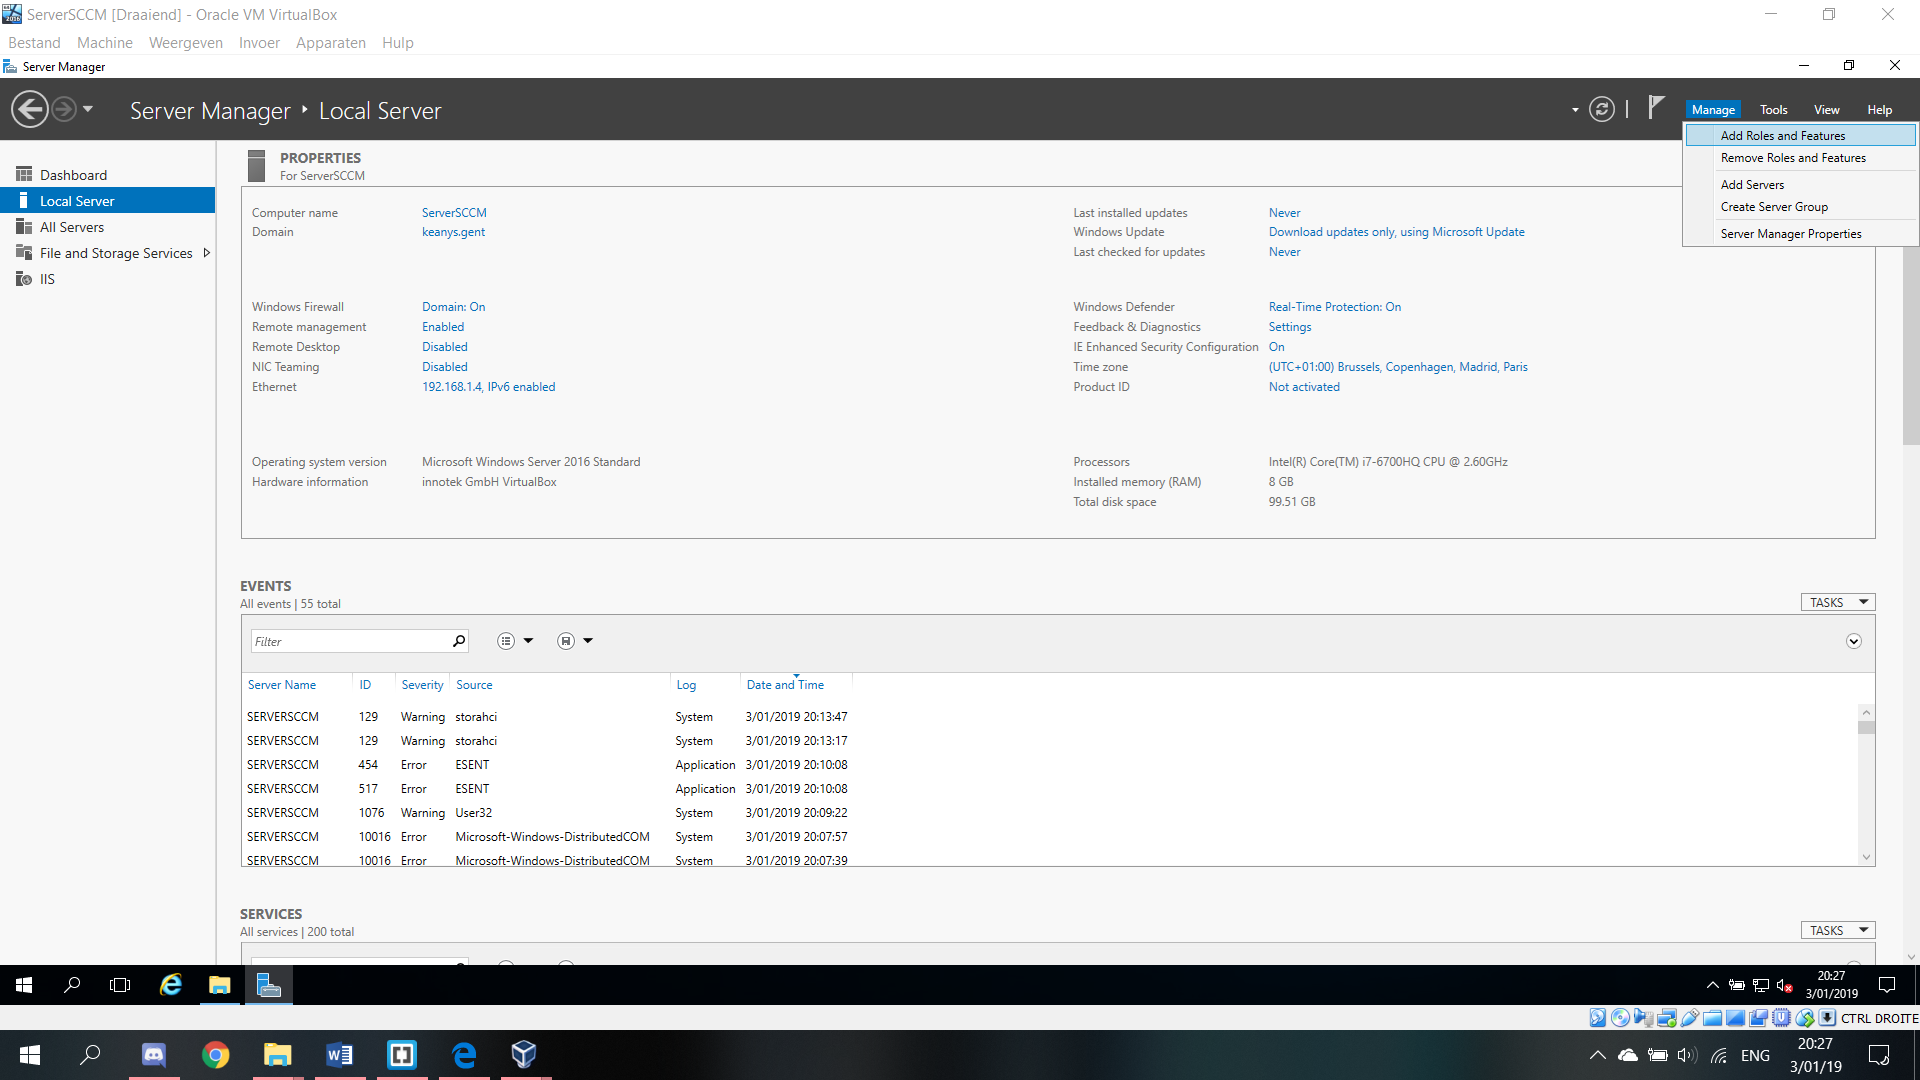 ServerSCCM [Draaiend] - Oracle VM VirtualBox
Bestand Machine Weergeven Invoer Apparaten Hulp
Server Manager
Server Manager Local Server
Manage Tools View Help
Add Roles and Features
Remove Roles and Features
Add Servers
Create Server Group
Server Manager Properties
Dashboard
Local Server
All Servers
File and Storage Services
IIS
PROPERTIES
For ServerSCCM
Computer name ServerSCCM Last installed updates Never
Domain keanys.gent Windows Update Download updates only, using Microsoft Update
Last checked for updates Never
Windows Firewall Domain: On Windows Defender Real-Time Protection: On
Remote management Enabled Feedback & Diagnostics Settings
Remote Desktop Disabled IE Enhanced Security Configuration On
NIC Teaming Disabled Time zone (UTC+01:00) Brussels, Copenhagen, Madrid, Paris
Ethernet 192.168.1.4, IPv6 enabled Product ID Not activated
Operating system version Microsoft Windows Server 2016 Standard Processors Intel(R) Core(TM) i7-6700HQ CPU @ 2.60GHz
Hardware information innotek GmbH VirtualBox Installed memory (RAM) 8 GB
Total disk space 99.51 GB
EVENTS
All events | 55 total
TASKS
Filter
Server Name ID Severity Source Log Date and Time
SERVERSCCM 129 Warning storahci System 3/01/2019 20:13:47
SERVERSCCM 129 Warning storahci System 3/01/2019 20:13:17
SERVERSCCM 454 Error ESENT Application 3/01/2019 20:10:08
SERVERSCCM 517 Error ESENT Application 3/01/2019 20:10:08
SERVERSCCM 1076 Warning User32 System 3/01/2019 20:09:22
SERVERSCCM 10016 Error Microsoft-Windows-DistributedCOM System 3/01/2019 20:07:57
SERVERSCCM 10016 Error Microsoft-Windows-DistributedCOM System 3/01/2019 20:07:39
SERVICES
All services | 200 total
TASKS
20:27
3/01/2019
CTRL DROITE
ENG
20:27
3/01/19